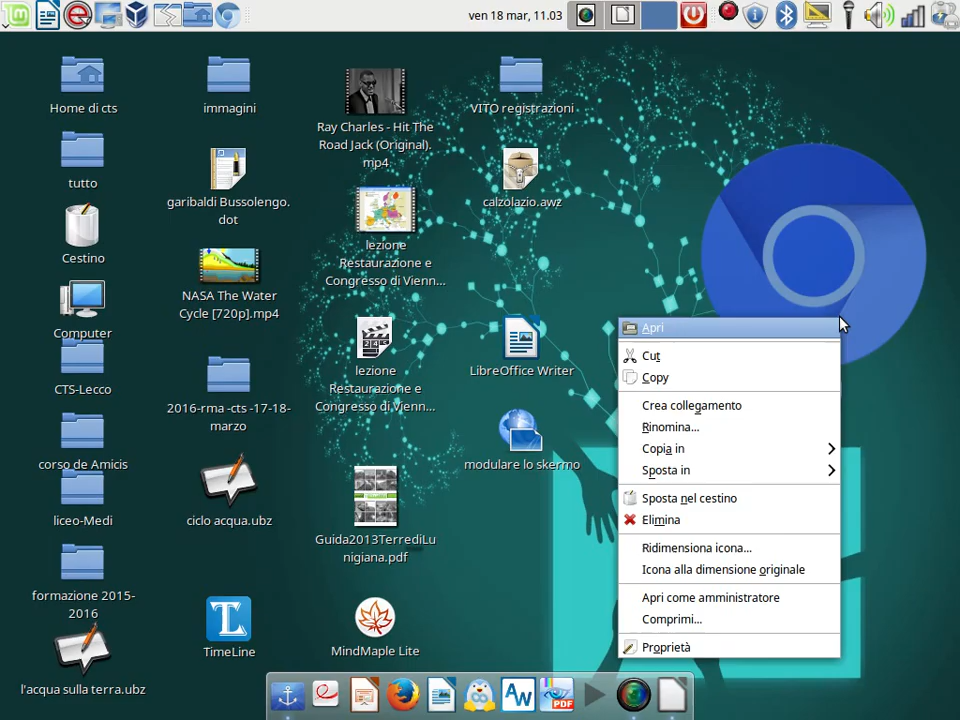 ven 18 mar, 11.03
Home di cts
immagini
Ray Charles - Hit The
Road Jack (Original).
mp4
VITO registrazioni
tutto
garibaldi Bussolengo.
dot
lezione
Restaurazione e
Congresso di Vienn...
calzolazio.awz
Cestino
NASA The Water
Cycle [720p].mp4
Computer
lezione
Restaurazione e
Congresso di Vienn...
LibreOffice Writer
CTS-Lecco
2016-rma -cts -17-18-
marzo
modulare lo skermo
corso de Amicis
liceo-Medi
ciclo acqua.ubz
Guida2013TerrediLu
nigiana.pdf
formazione 2015-
2016
TimeLine
MindMaple Lite
l'acqua sulla terra.ubz
Apri
Cut
Copy
Crea collegamento
Rinomina...
Copia in
Sposta in
Sposta nel cestino
Elimina
Ridimensiona icona...
Icona alla dimensione originale
Apri come amministratore
Comprimi...
Proprietà
T
AW
PDF